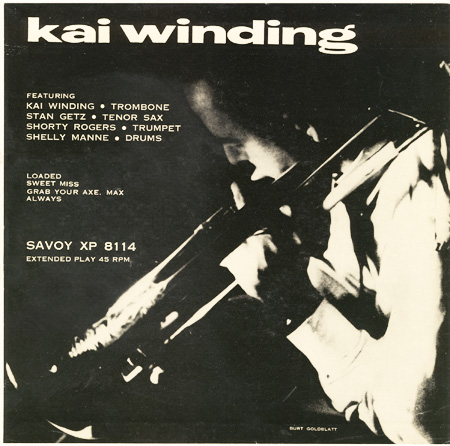 kai winding
FEATURING
KAI WINDING • TROMBONE
STAN GETZ • TENOR SAX
SHORTY ROGERS • TRUMPET
SHELLY MANNE • DRUMS
LOADED
SWEET MISS
GRAB YOUR AXE, MAX
ALWAYS
SAVOY XP 8114
EXTENDED PLAY 45 RPM
BURT GOLDBLATT